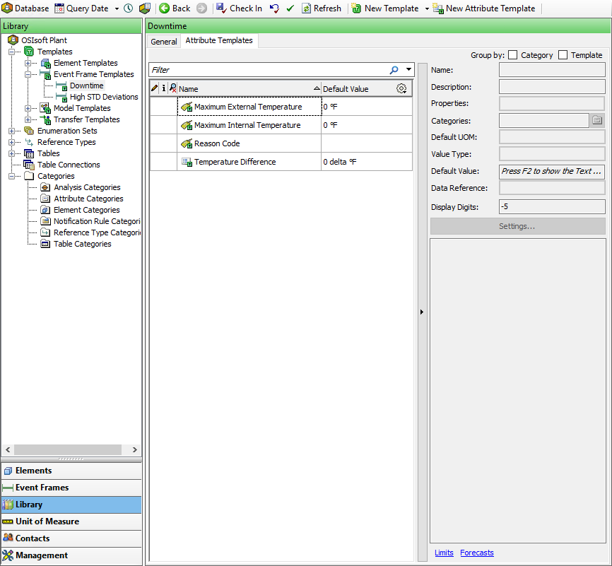 Database Query Date Back Check In Refresh New Template New Attribute Template
Library
OSIsoft Plant
Templates
Element Templates
Event Frame Templates
Downtime
High STD Deviations
Model Templates
Transfer Templates
Enumeration Sets
Reference Types
Tables
Table Connections
Categories
Analysis Categories
Attribute Categories
Element Categories
Notification Rule Categori
Reference Type Categori
Table Categories
Elements
Event Frames
Library
Unit of Measure
Contacts
Management
Downtime
General Attribute Templates
Group by: Category Template
Filter
Name Default Value
Maximum External Temperature 0 °F
Maximum Internal Temperature 0 °F
Reason Code
Temperature Difference 0 delta °F
Name:
Description:
Properties:
Categories:
Default UOM:
Value Type:
Default Value: Press F2 to show the Text ...
Data Reference:
Display Digits: -5
Settings...
Limits Forecasts